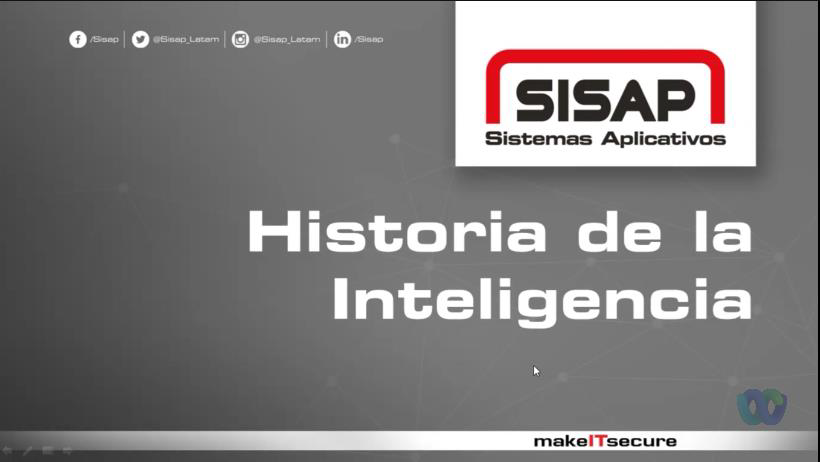 /Sisap @Sisap_Latam @Sisap_Latam /Sisap
SISAP
Sistemas Aplicativos
Historia de la
Inteligencia
makeITsecure